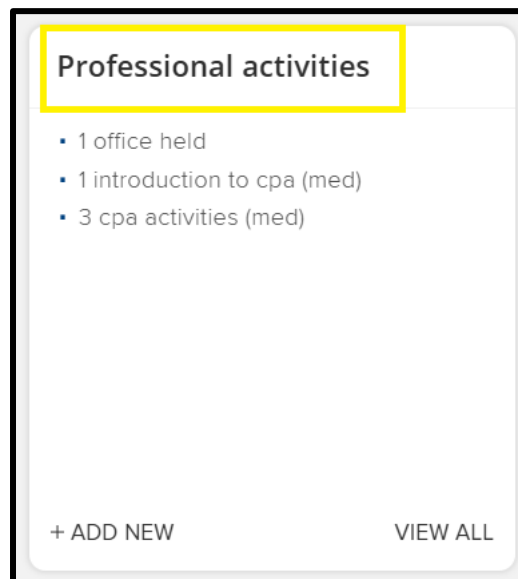 Professional activities
▪ 1 office held
▪ 1 introduction to cpa (med)
▪ 3 cpa activities (med)
+ ADD NEW VIEW ALL